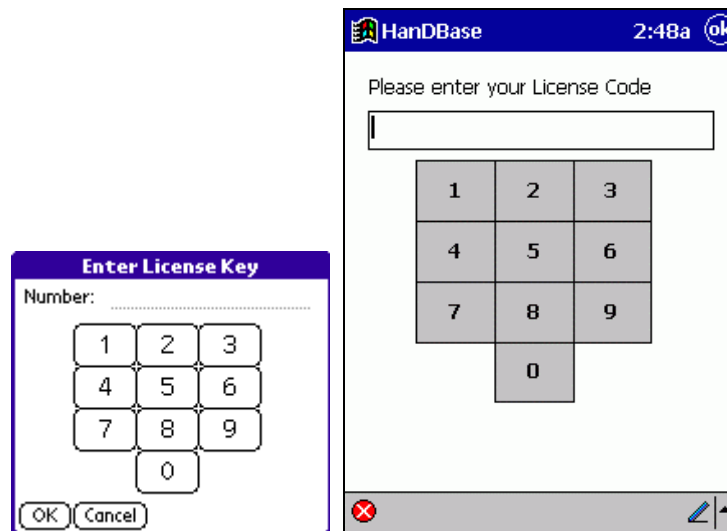 Enter License Key
Number:
1 2 3
4 5 6
7 8 9
0
OK Cancel
HanDBase 2:48a ok
Please enter your License Code
1 2 3
4 5 6
7 8 9
0